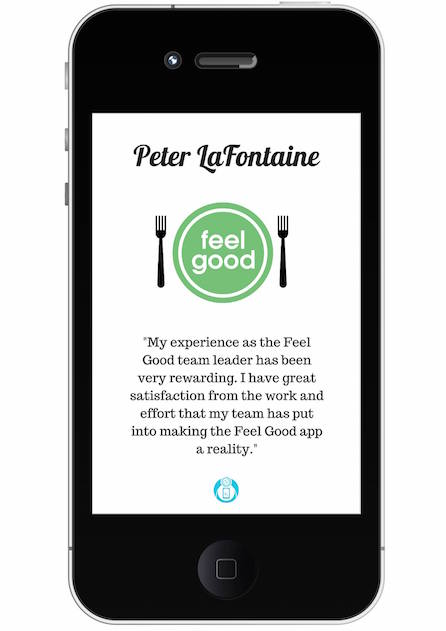 Peter LaFontaine
feel
good
"My experience as the Feel
Good team leader has been
very rewarding. I have great
satisfaction from the work and
effort that my team has put
into making the Feel Good app
a reality."